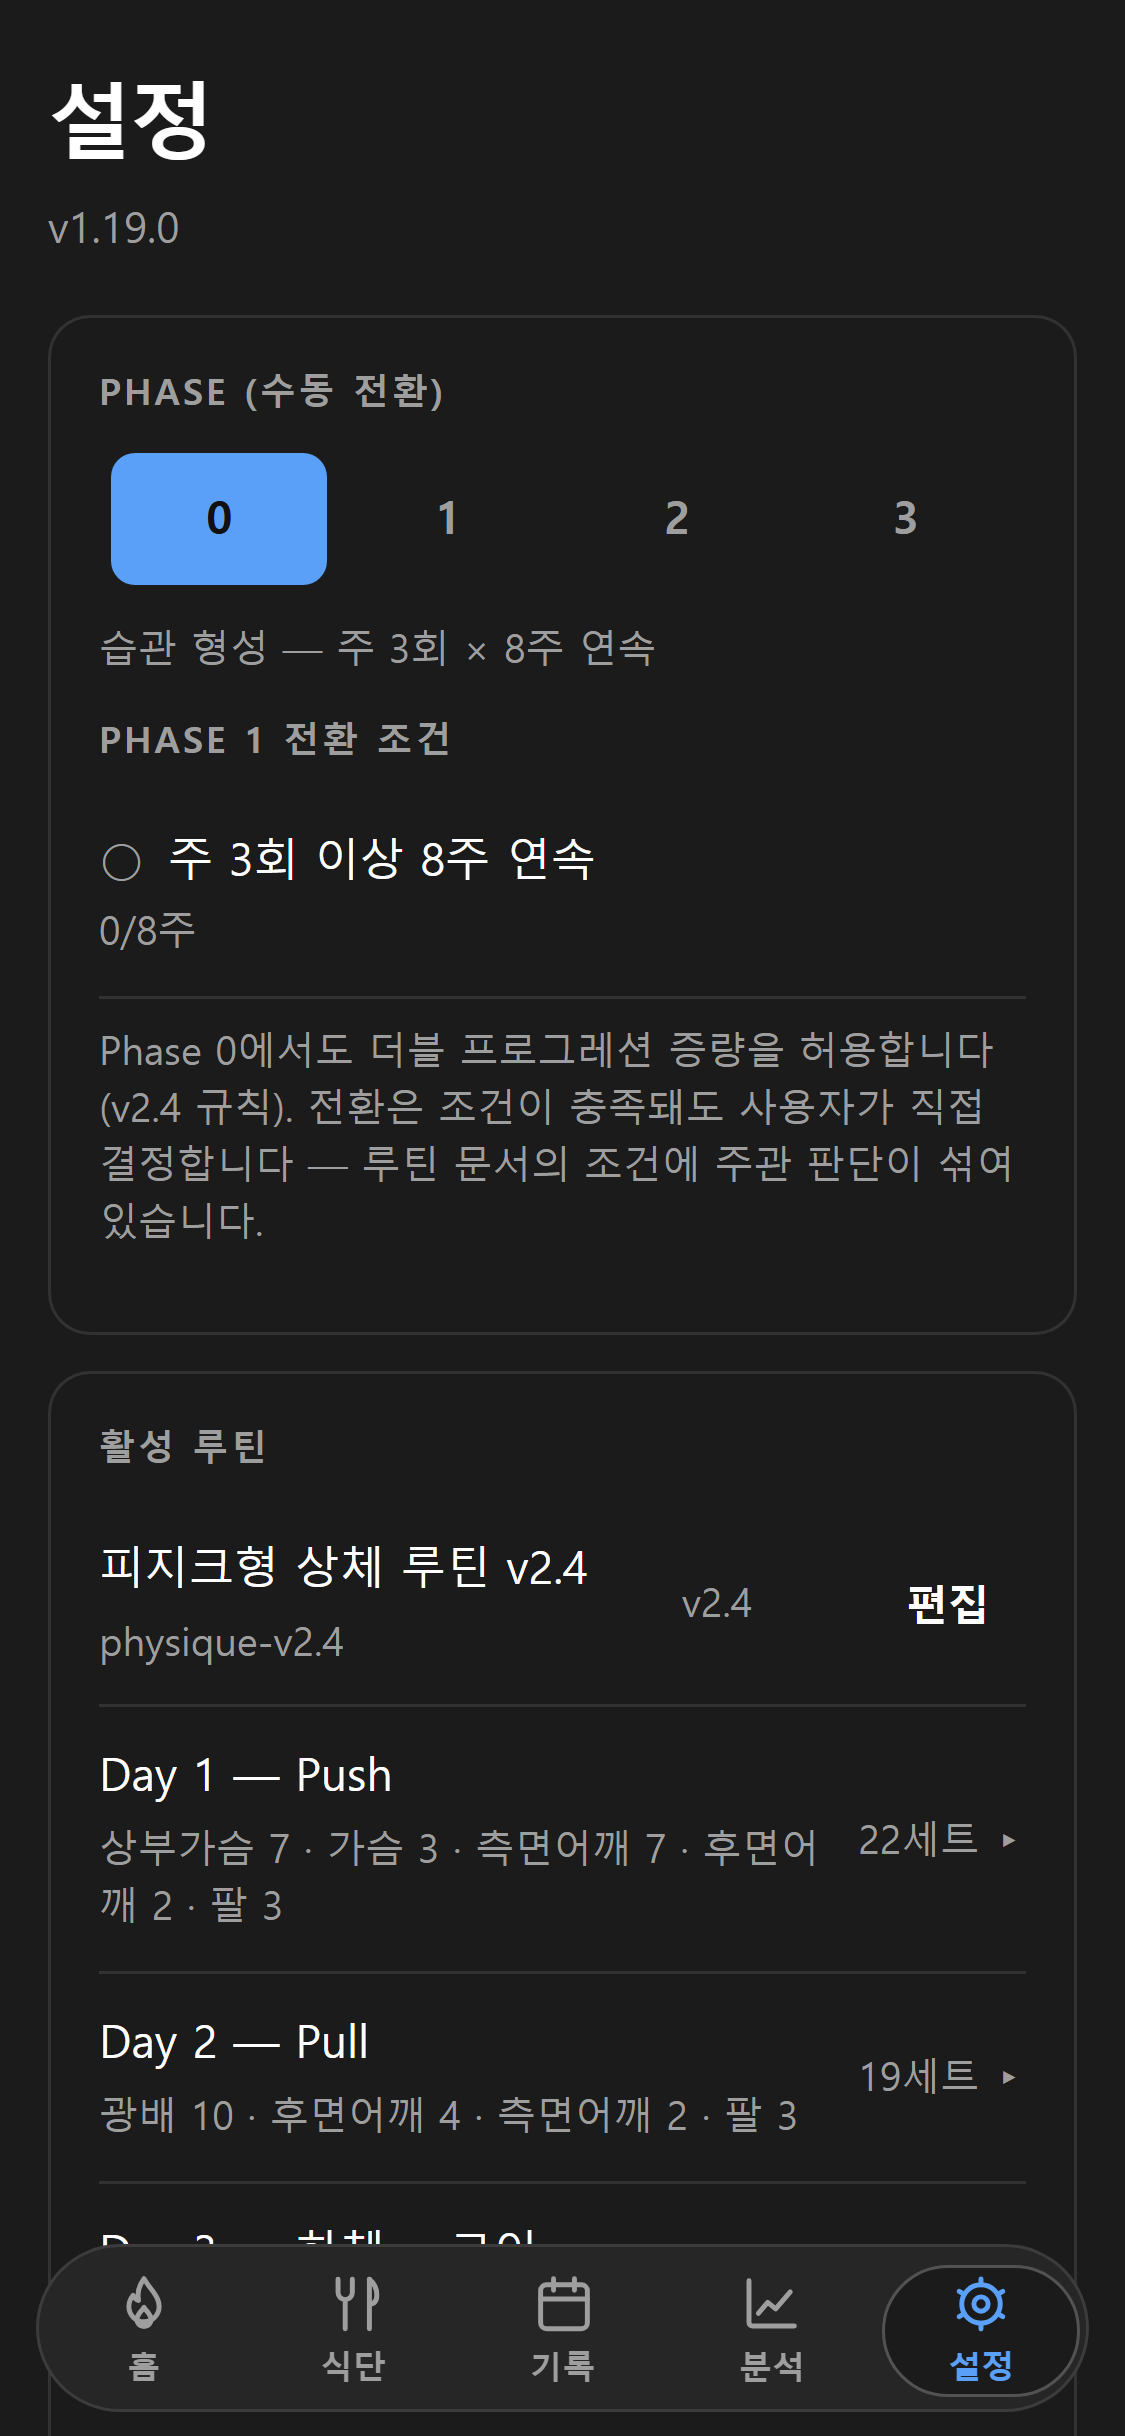 설정
v1.19.0
PHASE (수동 전환)
0 1 2 3
습관 형성 — 주 3회 × 8주 연속
PHASE 1 전환 조건
○ 주 3회 이상 8주 연속
0/8주
Phase 0에서도 더블 프로그레션 증량을 허용합니다
(v2.4 규칙). 전환은 조건이 충족돼도 사용자가 직접
결정합니다 — 루틴 문서의 조건에 주관 판단이 섞여
있습니다.
활성 루틴
피지크형 상체 루틴 v2.4
physique-v2.4
v2.4
편집
Day 1 — Push
상부가슴 7 · 가슴 3 · 측면어깨 7 · 후면어
깨 2 · 팔 3
22세트 ▸
Day 2 — Pull
광배 10 · 후면어깨 4 · 측면어깨 2 · 팔 3
19세트 ▸
홈
식단
기록
분석
설정